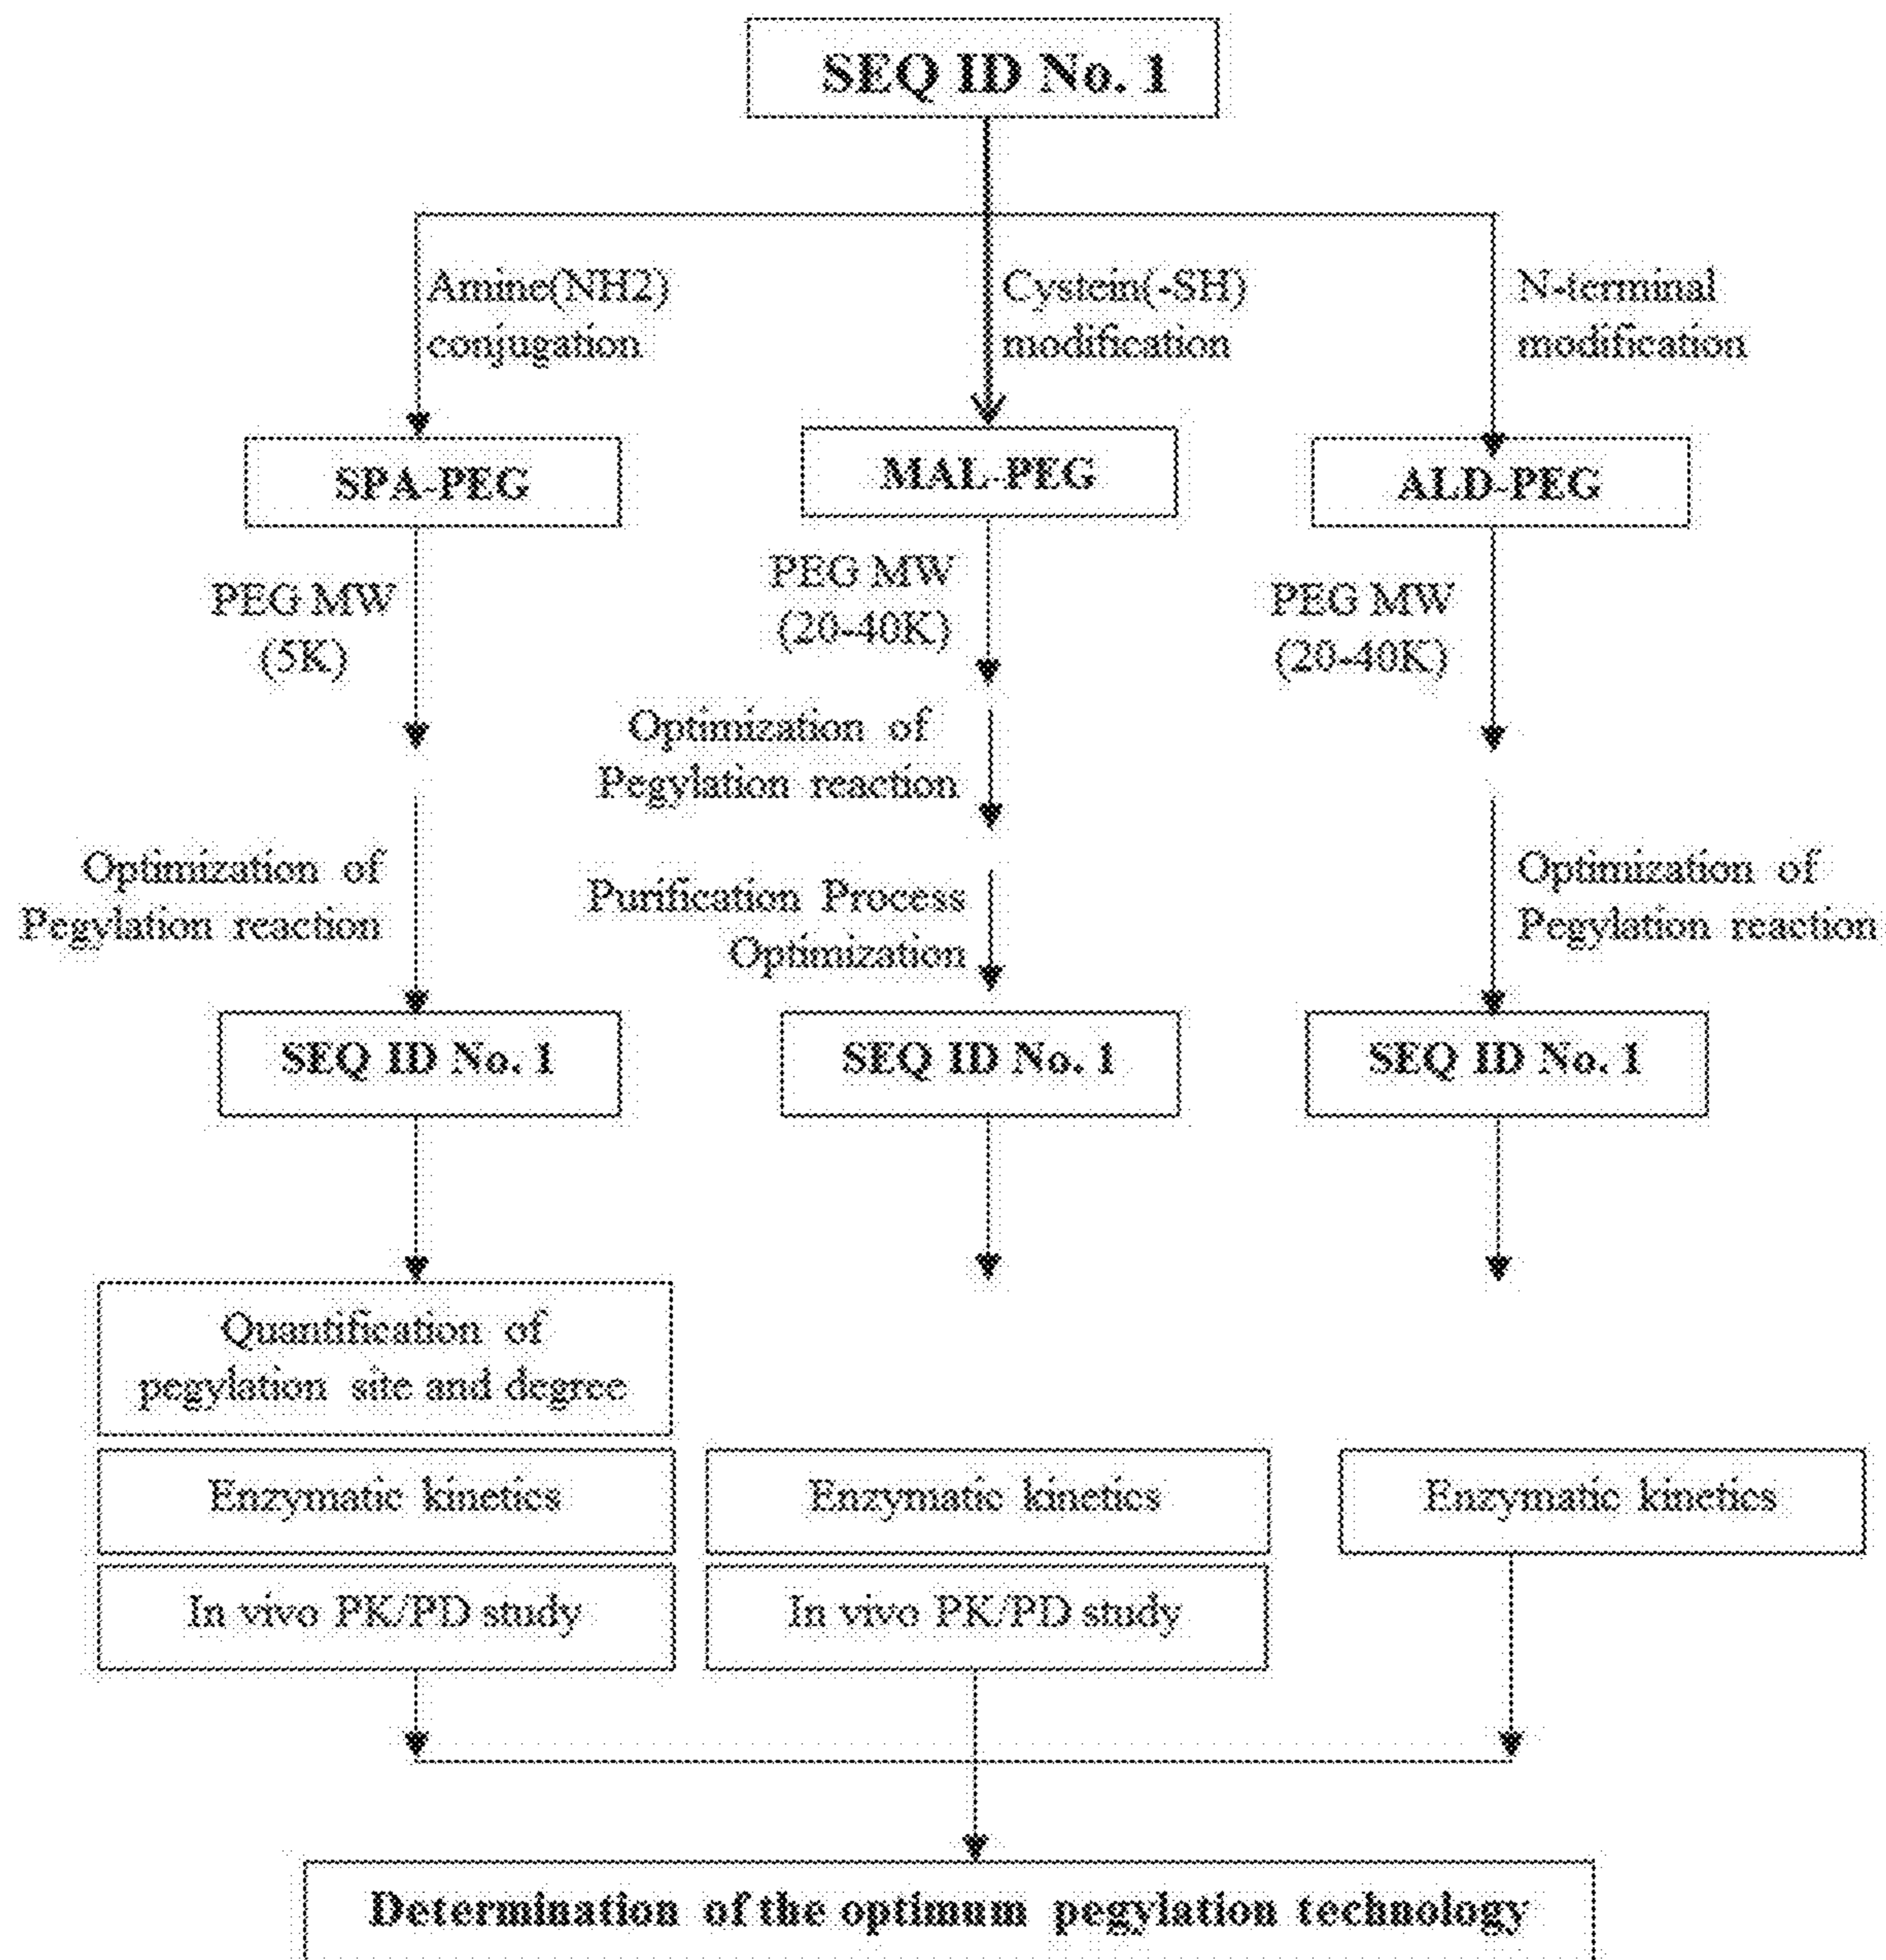 SEQ ID No. 1
Amine(NH2)
conjugation
Cystein(-SH)
modification
N-terminal
modification
SPA-PEG
MAL-PEG
ALD-PEG
PEG MW
(5K)
PEG MW
(20-40K)
PEG MW
(20-40K)
Optimization of
Pegylation reaction
Optimization of
Pegylation reaction
Purification Process
Optimization
Optimization of
Pegylation reaction
SEQ ID No. 1
SEQ ID No. 1
SEQ ID No. 1
Quantification of
pegylation site and degree
Enzymatic kinetics
Enzymatic kinetics
Enzymatic kinetics
In vivo PK/PD study
In vivo PK/PD study
Determination of the optimum pegylation technology